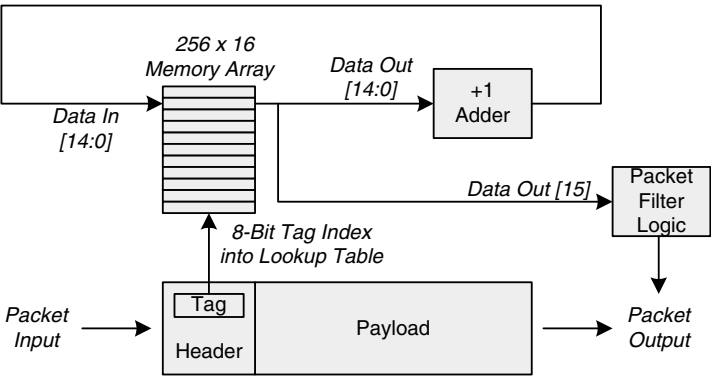 256 x 16
Memory Array
Data Out
[14:0]
+1
Adder
Data In
[14:0]
Data Out [15]
Packet
Filter
Logic
8-Bit Tag Index
into Lookup Table
Packet
Input
Tag
Header
Payload
Packet
Output